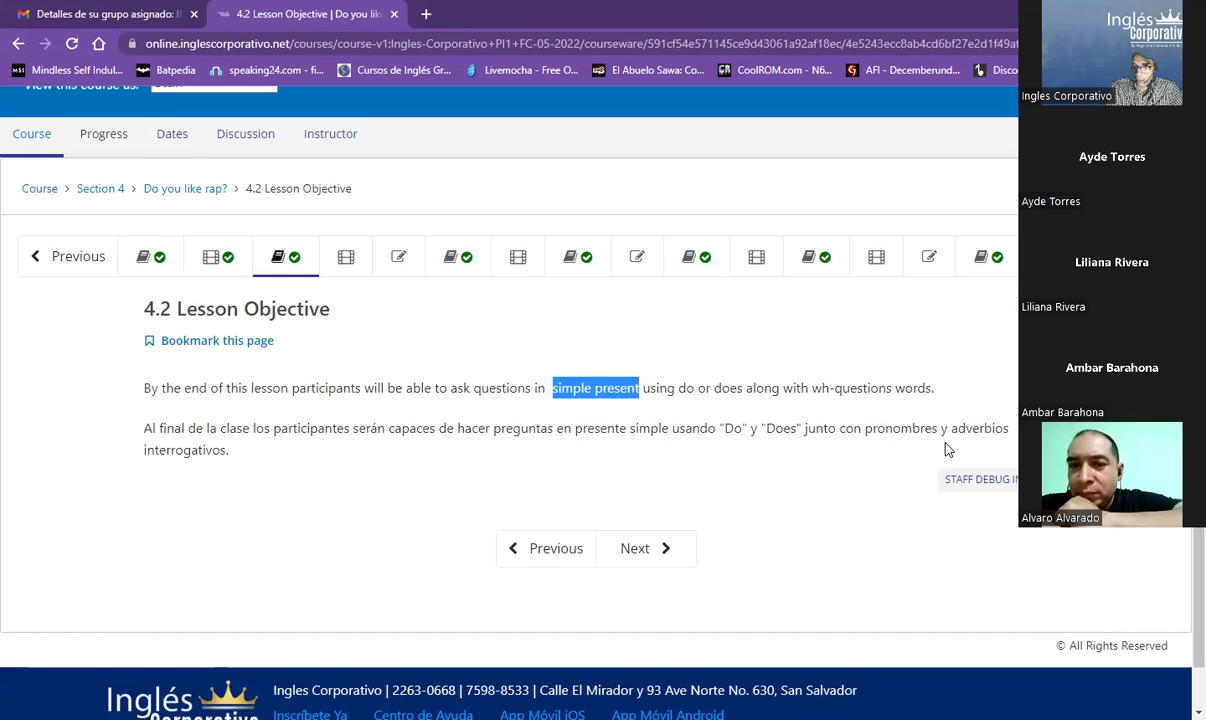 Detalles de su grupo asignado: I
4.2 Lesson Objective | Do you lik
online.inglescorporativo.net/courses/course-v1:Ingles-Corporativo+PI1+FC-05-2022/courseware/591cf54e571145ce9d43061a92af18ec/4e5243ecc8ab4cd6bf27e2d1f49af
Mindless Self Indul...
Batpedia
speaking24.com - fi...
Cursos de Inglés Gr...
Livemocha - Free O...
El Abuelo Sawa: Co...
CoolROM.com - N6...
AFI - Decemberund...
Disco
View this course as:
Course
Progress
Dates
Discussion
Instructor
Course > Section 4 > Do you like rap? > 4.2 Lesson Objective
Previous
4.2 Lesson Objective
Bookmark this page
By the end of this lesson participants will be able to ask questions in simple present using do or does along with wh-questions words.
Al final de la clase los participantes serán capaces de hacer preguntas en presente simple usando "Do" y "Does" junto con pronombres y adverbios
interrogativos.
STAFF DEBUG IN
Previous
Next
© All Rights Reserved
Inglés
Corporativo
Ingles Corporativo | 2263-0668 | 7598-8533 | Calle El Mirador y 93 Ave Norte No. 630, San Salvador
Inscríbete Ya
Centro de Ayuda
App Móvil iOS
App Móvil Android
Inglés
Corporativo
Ingles Corporativo
Ayde Torres
Ayde Torres
Liliana Rivera
Liliana Rivera
Ambar Barahona
Ambar Barahona
Alvaro Alvarado